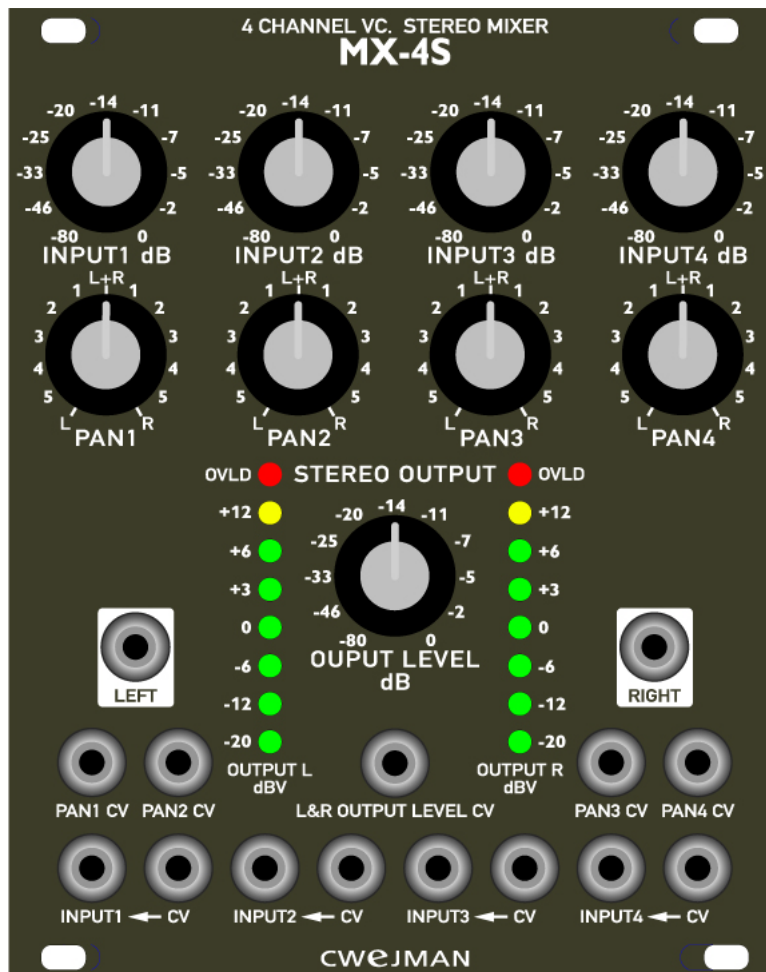 4 CHANNEL VC. STEREO MIXER
MX-4S
-14 -14 -14 -14
-20 -11 -20 -11 -20 -11 -20 -11
-25 -7 -25 -7 -25 -7 -25 -7
-33 -5 -33 -5 -33 -5 -33 -5
-46 -2 -46 -2 -46 -2 -46 -2
-80 0 -80 0 -80 0 -80 0
INPUT1 dB INPUT2 dB INPUT3 dB INPUT4 dB
L+R L+R L+R L+R
1 1 1 1 1 1 1 1
2 2 2 2 2 2 2 2
3 3 3 3 3 3 3 3
4 4 4 4 4 4 4 4
5 5 5 5 5 5 5 5
L R L R L R L R
PAN1 PAN2 PAN3 PAN4
OVLD STEREO OUTPUT OVLD
-14
+12 -20 -11 +12
+6 -25 -7 +6
+3 -33 -5 +3
0 -46 -2 0
-80 0
-6 OUPUT LEVEL -6
dB
LEFT RIGHT
-12 -12
-20 -20
OUTPUT L OUTPUT R
dBV dBV
PAN1 CV PAN2 CV L&R OUTPUT LEVEL CV PAN3 CV PAN4 CV
INPUT1 ← CV INPUT2 ← CV INPUT3 ← CV INPUT4 ← CV
CWeJMAN